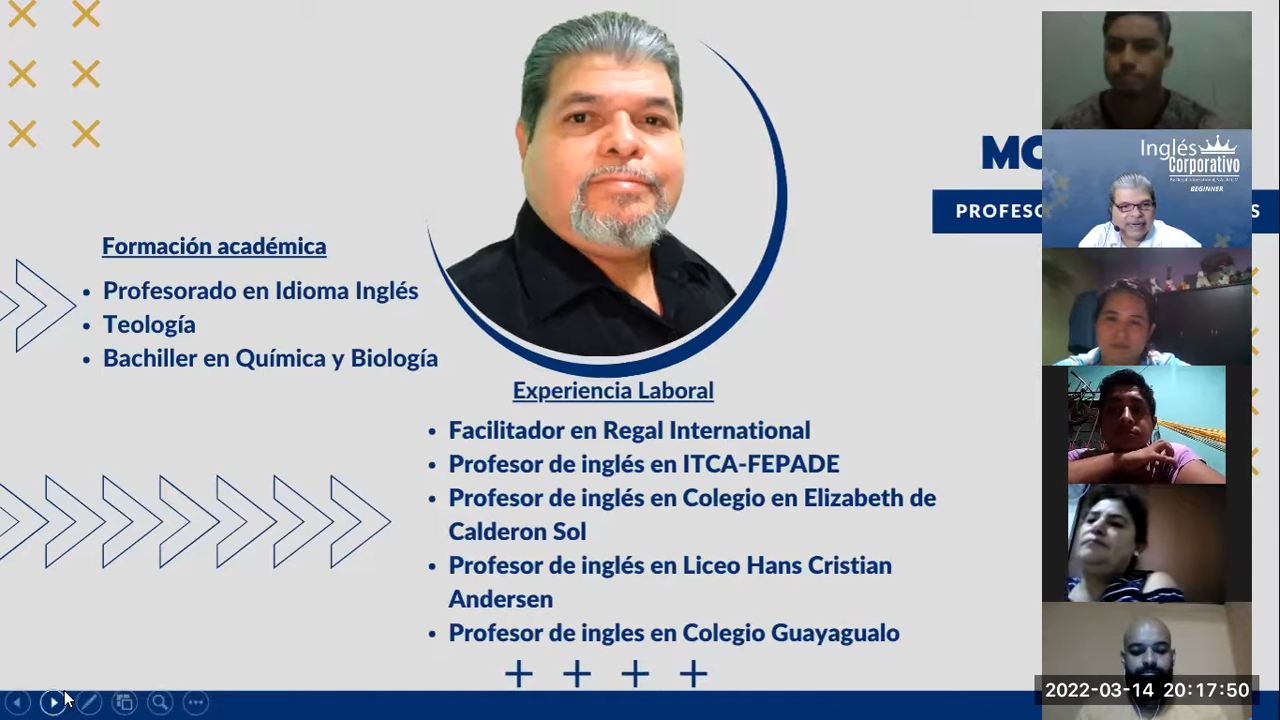 MO
PROFESO
S
Formación académica
Profesorado en Idioma Inglés
Teología
Bachiller en Química y Biología
Experiencia Laboral
Facilitador en Regal International
Profesor de inglés en ITCA-FEPADE
Profesor de inglés en Colegio en Elizabeth de
Calderon Sol
Profesor de inglés en Liceo Hans Cristian
Andersen
Profesor de ingles en Colegio Guayagualo
Inglés
Corporativo
BEGINNER
2022-03-14 20:17:50